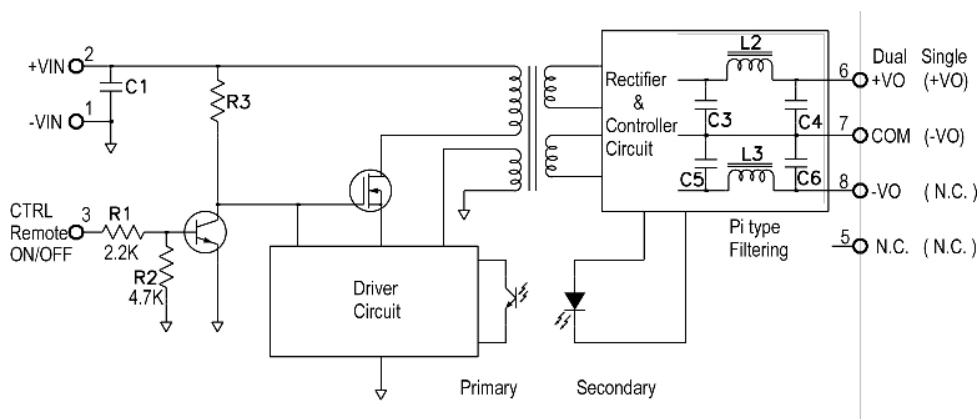 +VIN
2
C1
1
-VIN
R3
CTRL
Remote
ON/OFF
3
R1
2.2K
R2
4.7K
Driver
Circuit
Primary
Secondary
Rectifier
&
Controller
Circuit
L2
C3
C4
L3
C5
C6
Pi type
Filtering
Dual Single
6 +VO (+VO)
7 COM (-VO)
8 -VO ( N.C. )
5 N.C. ( N.C. )